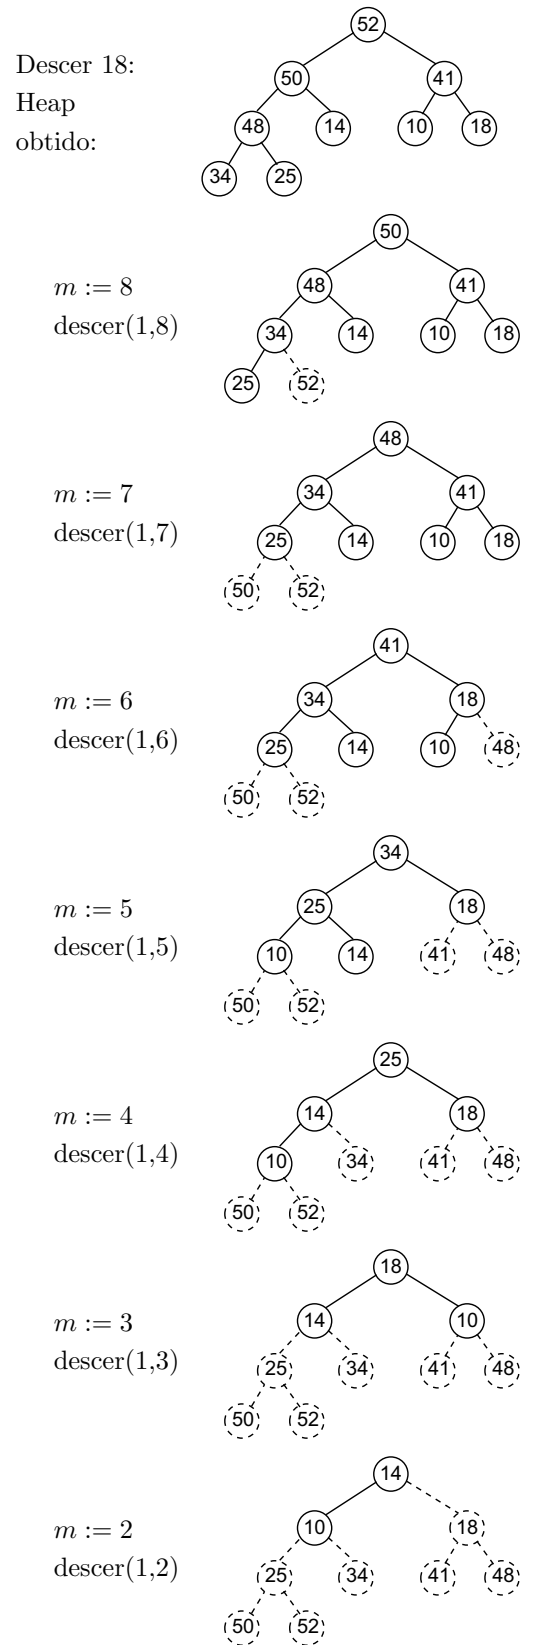 52
Descer 18:
50 41
Heap
48 14 10 18
obtido:
34 25
50
m := 8
48 41
descer(1,8)
34 14 10 18
25 52
48
m := 7
34 41
descer(1,7)
25 14 10 18
50 52
41
m := 6
34 18
descer(1,6)
25 14 10 48
50 52
34
m := 5
25 18
descer(1,5)
10 14 41 48
50 52
25
m := 4
14 18
descer(1,4)
10 34 41 48
50 52
18
m := 3
14 10
descer(1,3)
25 34 41 48
50 52
14
m := 2
10 18
descer(1,2)
25 34 41 48
50 52